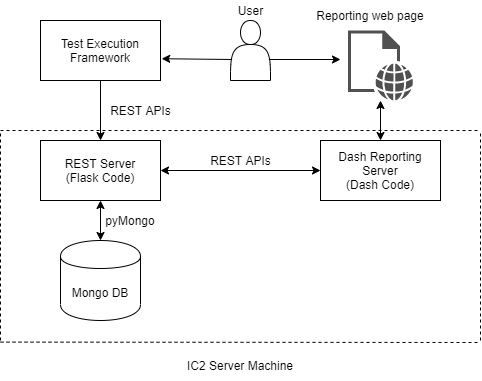 User
Reporting web page
Test Execution
Framework
REST APIs
REST Server
(Flask Code)
REST APIs
Dash Reporting
Server
(Dash Code)
pyMongo
Mongo DB
IC2 Server Machine